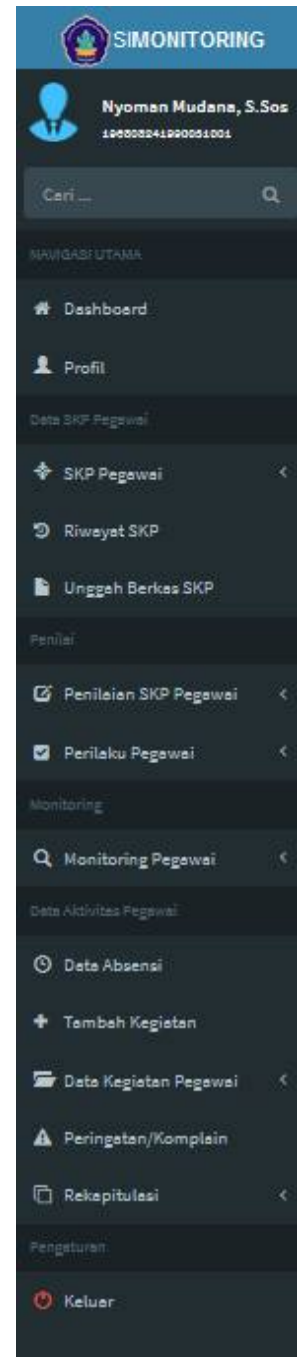 SIMONITORING
Nyoman Mudana, S.Sos
196808241990051001
Cari ...
NAVIGASI UTAMA
Dashboard
Profil
Data SKP Pegawai
SKP Pegawai
Riwayat SKP
Unggah Berkas SKP
Penilai
Penilaian SKP Pegawai
Perilaku Pegawai
Monitoring
Monitoring Pegawai
Data Aktivitas Pegawai
Data Absensi
Tambah Kegiatan
Data Kegiatan Pegawai
Peringatan/Komplain
Rekapitulasi
Pengaturan
Keluar